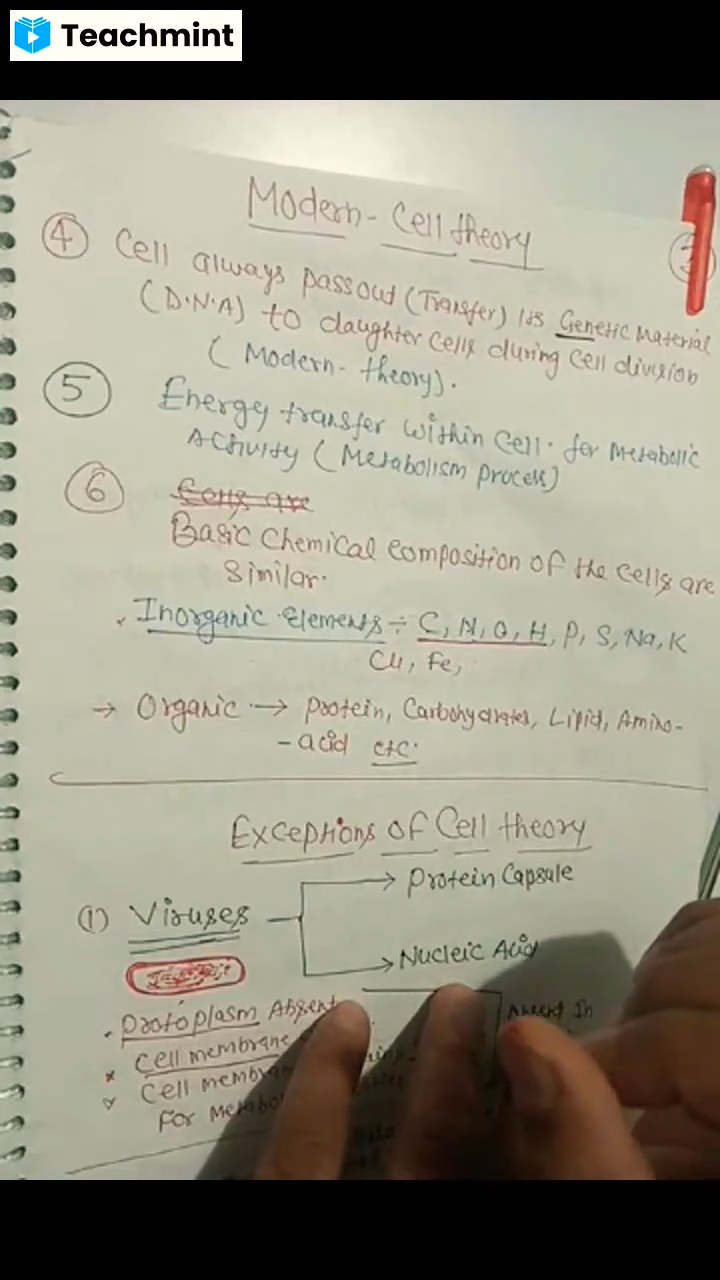 Teachmint
Modern-Cell theory
④ Cell always passout (Transfer) Its Genetic Material
(D.N.A) to daughter Cells during Cell division
(Modern-theory).
⑤ Energy transfer within Cell. for Metabolic
Activity (Metabolism Process)
⑥ Cells are
Basic Chemical Composition of the Cells are
Similar.
Inorganic Elements ÷ C, N, O, H, P, S, Na, K
Cu, Fe,
→ Organic → Protein, Carbohydrates, Lipid, Amino-
-acid etc.
Exceptions of Cell theory
→ Protein Capsule
① Viruses
→ Nucleic Acid
Protoplasm Absent
Absent In
Cell membrane
Cell membran
For Metabo